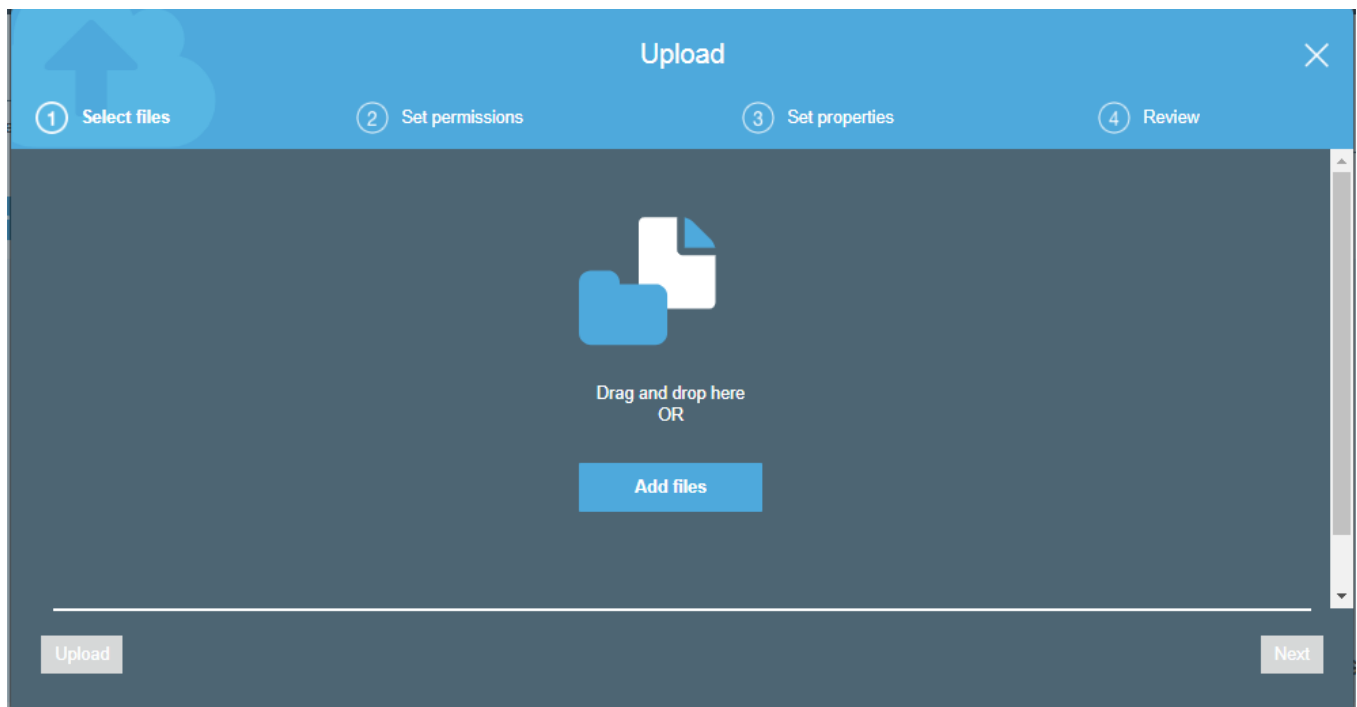 Upload
1 Select files
2 Set permissions
3 Set properties
4 Review
Drag and drop here
OR
Add files
Upload
Next